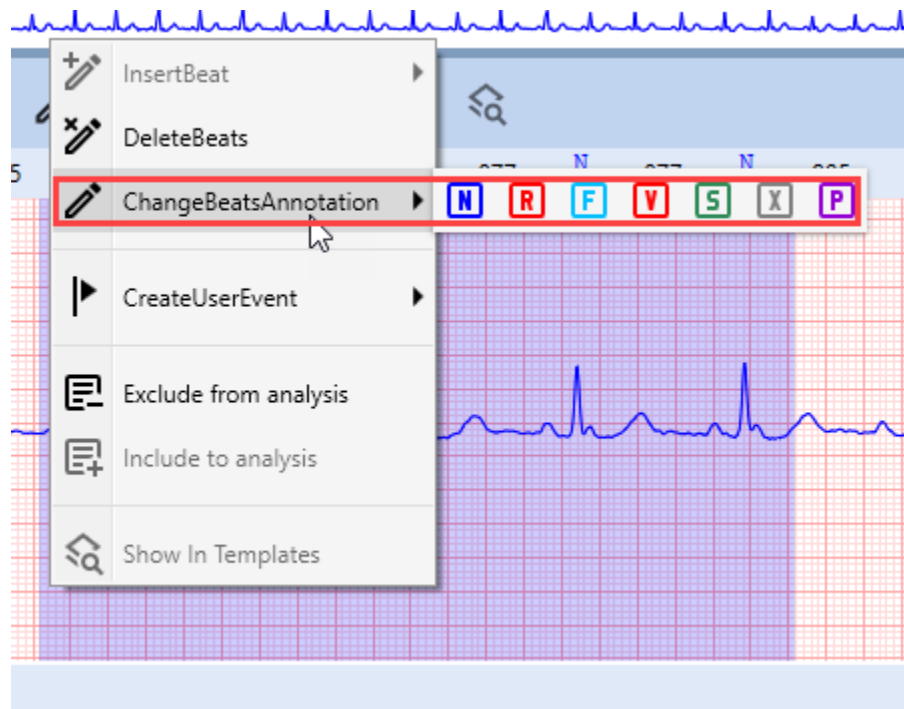 InsertBeat
DeleteBeats
5 N N
ChangeBeatsAnnotation N R F V S X P
CreateUserEvent
Exclude from analysis
Include to analysis
Show In Templates